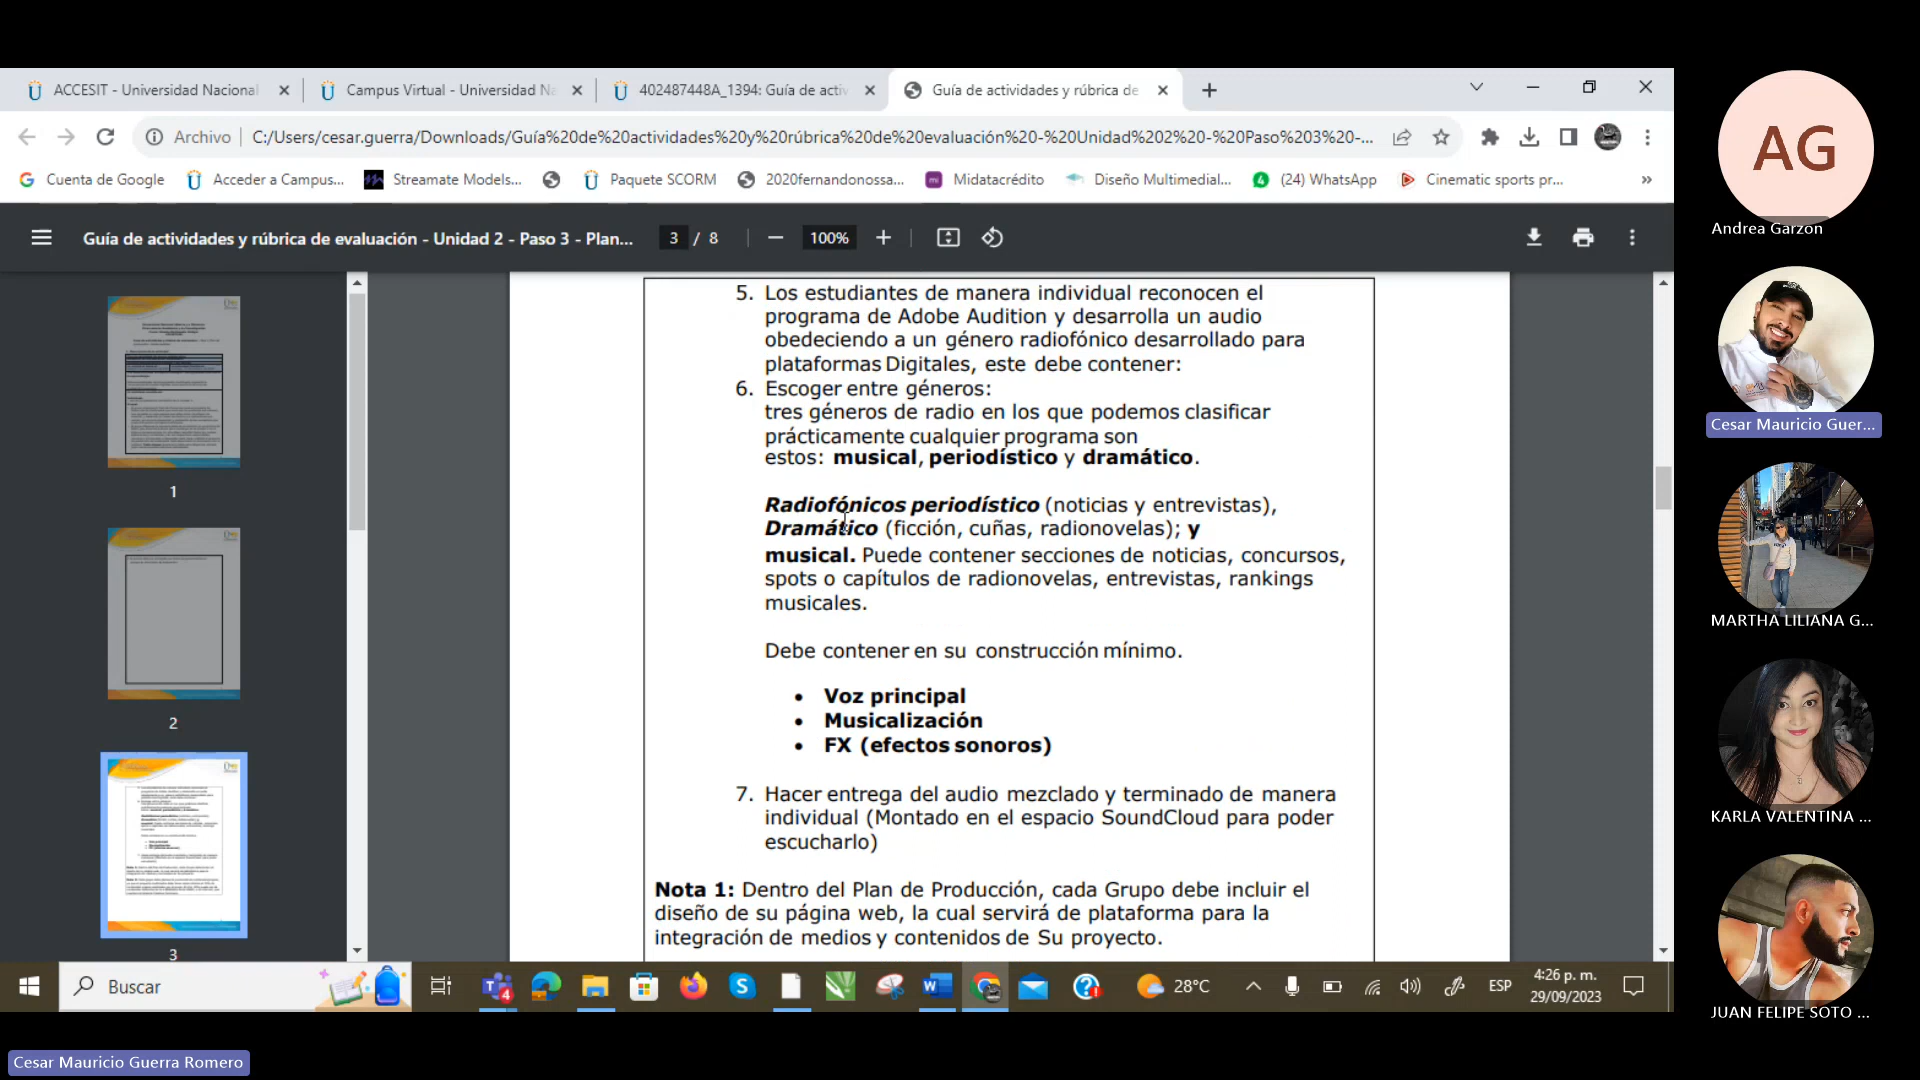 ACCESIT - Universidad Nacional
Campus Virtual - Universidad Na
402487448A_1394: Guía de activ
Guía de actividades y rúbrica de
Archivo
C:/Users/cesar.guerra/Downloads/Guía%20de%20actividades%20y%20rúbrica%20de%20evaluación%20-%20Unidad%202%20-%20Paso%203%20-...
Cuenta de Google
Acceder a Campus...
Streamate Models...
Paquete SCORM
2020fernandonossa...
Midatacrédito
Diseño Multimedial...
(24) WhatsApp
Cinematic sports pr...
»
Guía de actividades y rúbrica de evaluación - Unidad 2 - Paso 3 - Plan...
3 / 8
100%
1
2
3
5. Los estudiantes de manera individual reconocen el
programa de Adobe Audition y desarrolla un audio
obedeciendo a un género radiofónico desarrollado para
plataformas Digitales, este debe contener:
6. Escoger entre géneros:
tres géneros de radio en los que podemos clasificar
prácticamente cualquier programa son
estos: musical, periodístico y dramático.
Radiofónicos periodístico (noticias y entrevistas),
Dramático (ficción, cuñas, radionovelas); y
musical. Puede contener secciones de noticias, concursos,
spots o capítulos de radionovelas, entrevistas, rankings
musicales.
Debe contener en su construcción mínimo.
• Voz principal
• Musicalización
• FX (efectos sonoros)
7. Hacer entrega del audio mezclado y terminado de manera
individual (Montado en el espacio SoundCloud para poder
escucharlo)
Nota 1: Dentro del Plan de Producción, cada Grupo debe incluir el
diseño de su página web, la cual servirá de plataforma para la
integración de medios y contenidos de Su proyecto.
Buscar
4
28°C
ESP
4:26 p. m.
29/09/2023
Cesar Mauricio Guerra Romero
AG
Andrea Garzon
Cesar Mauricio Guer...
MARTHA LILIANA G...
KARLA VALENTINA ...
JUAN FELIPE SOTO ...